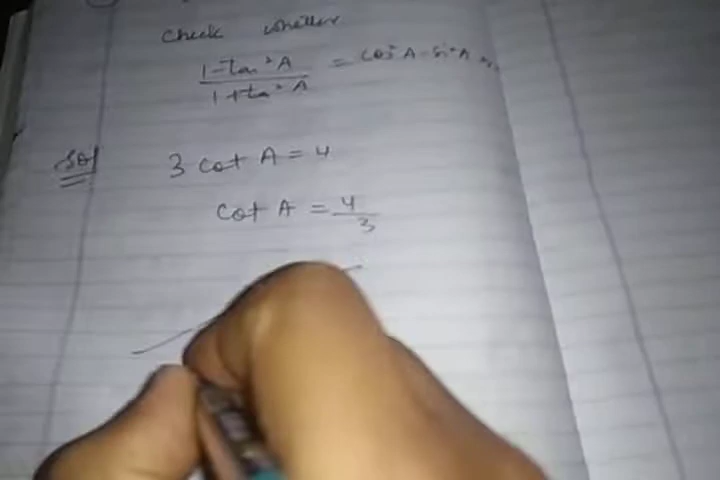 Check whether
1-tan²A / 1+tan²A = cos²A-sin²A
Sol
3 cot A = 4
cot A = 4/3